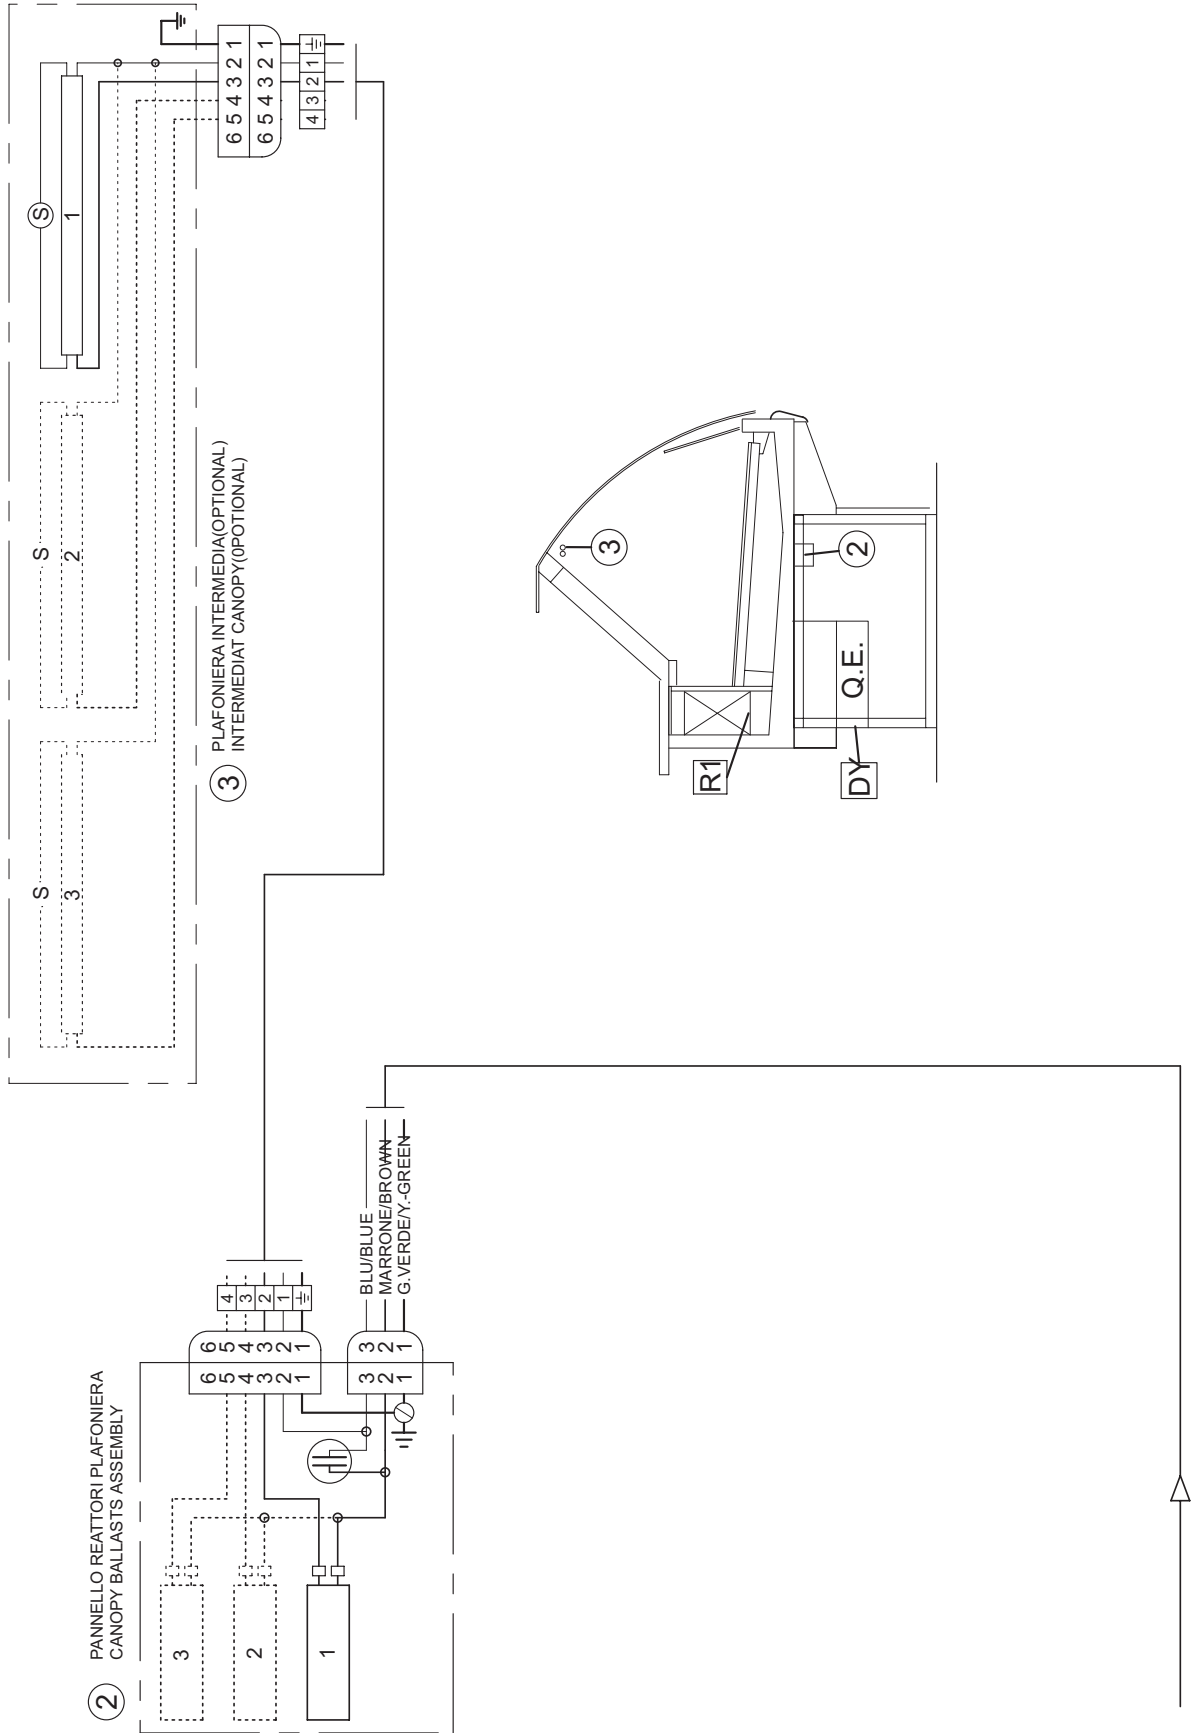 S
1
S
2
S
3
6 5 4 3 2 1
6 5 4 3 2 1
4 3 2 1
3
PLAFONIERA INTERMEDIA(OPTIONAL)
INTERMEDIAT CANOPY(0POTIONAL)
3
2
R1
DY
Q.E.
2
PANNELLO REATTORI PLAFONIERA
CANOPY BALLASTS ASSEMBLY
3
2
1
6 6
5 5
4 4
3 3
2 2
1 1
4
3
2
1
3 3
2 2
1 1
BLU/BLUE
MARRONE/BROWN
G.VERDE/Y.-GREEN